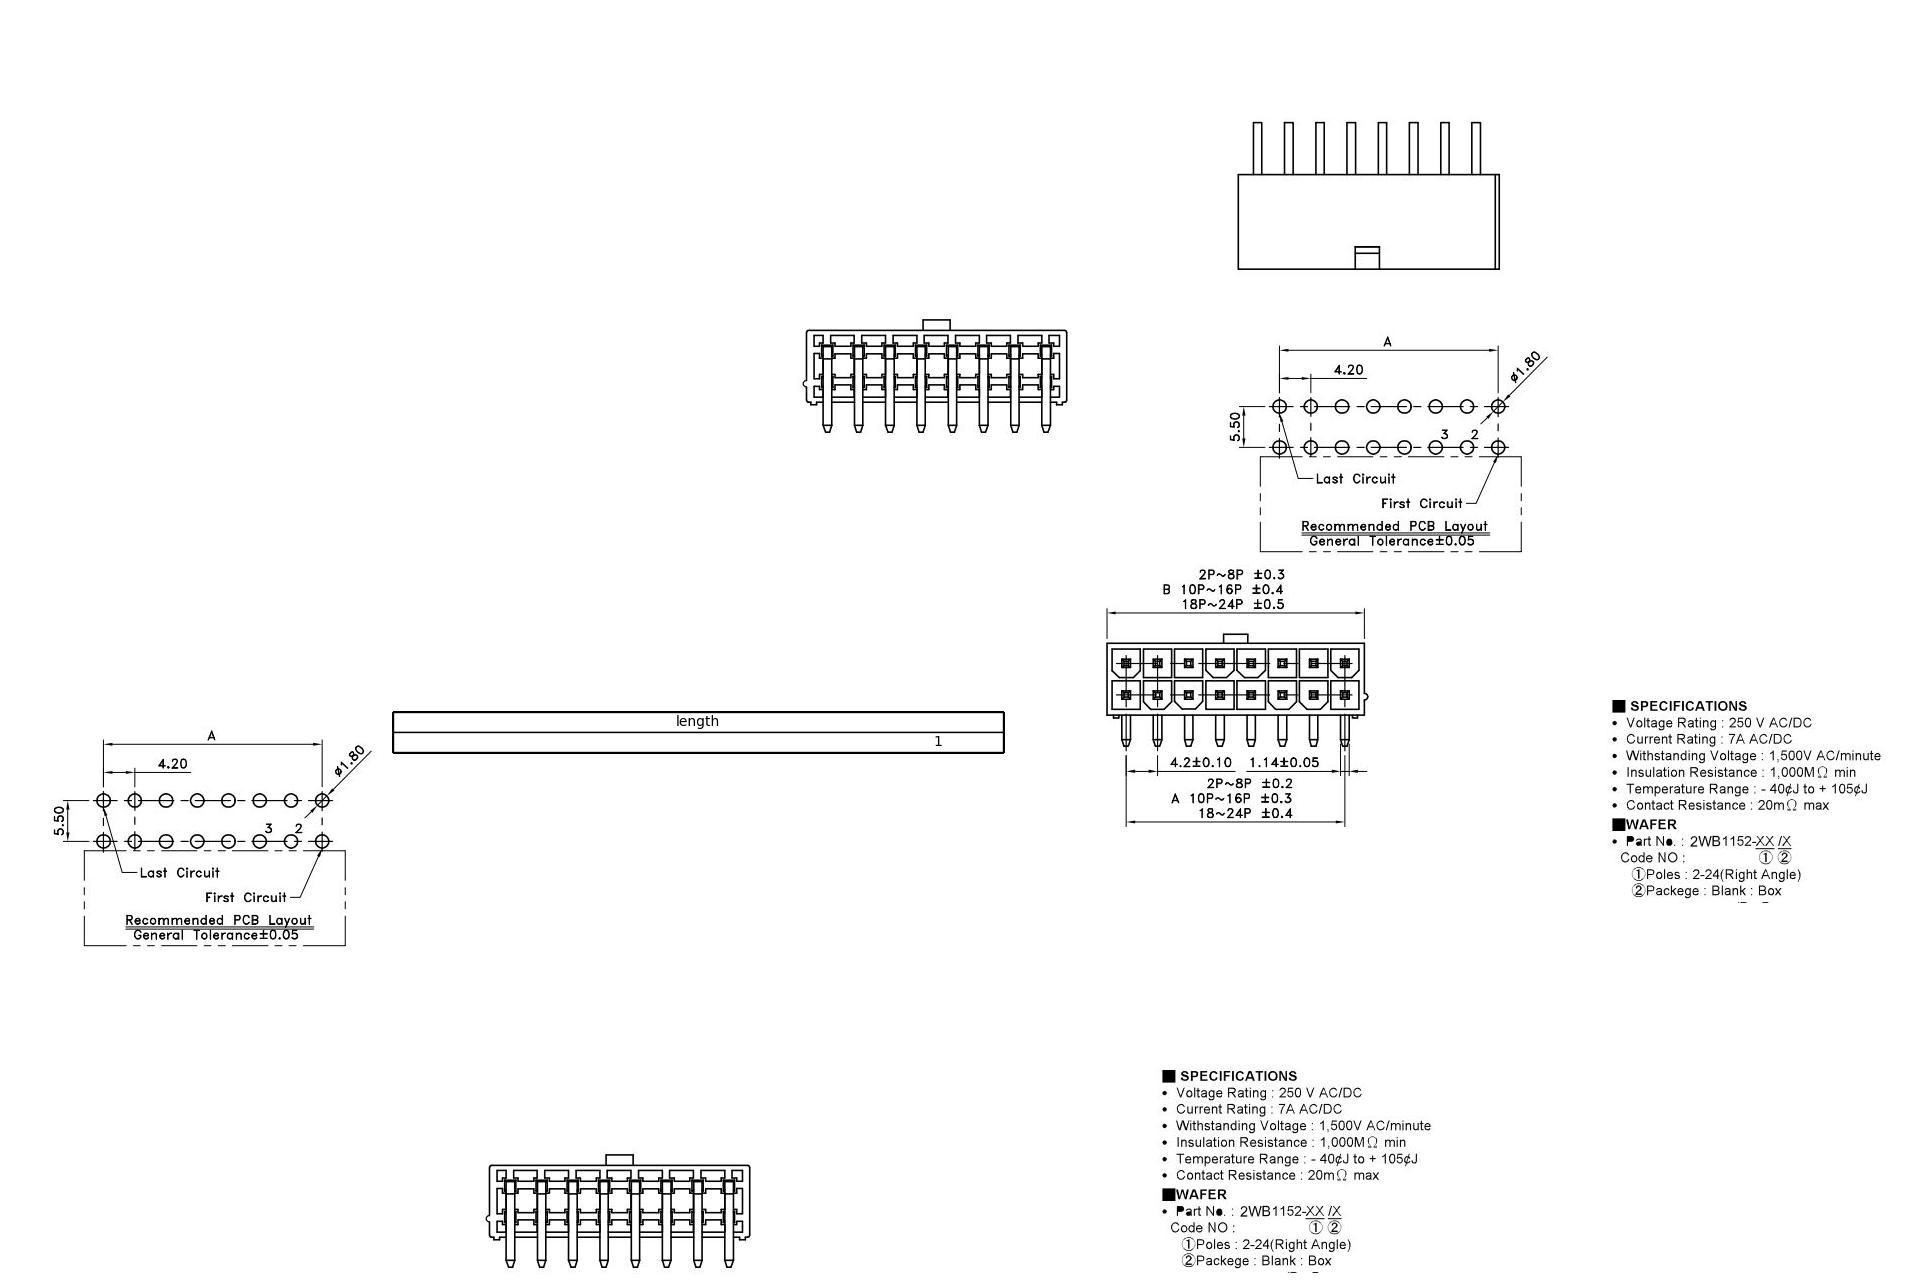 A
4.20
ø1.80
5.50
3 2
Last Circuit
First Circuit
Recommended PCB Layout
General Tolerance±0.05
2P~8P ±0.3
B 10P~16P ±0.4
18P~24P ±0.5
4.2±0.10 1.14±0.05
2P~8P ±0.2
A 10P~16P ±0.3
18~24P ±0.4
length
1
A
4.20
ø1.80
5.50
3 2
Last Circuit
First Circuit
Recommended PCB Layout
General Tolerance±0.05
■ SPECIFICATIONS
• Voltage Rating : 250 V AC/DC
• Current Rating : 7A AC/DC
• Withstanding Voltage : 1,500V AC/minute
• Insulation Resistance : 1,000MΩ min
• Temperature Range : - 40¢J to + 105¢J
• Contact Resistance : 20mΩ max
■WAFER
• Part No. : 2WB1152-XX /X
Code NO : ① ②
①Poles : 2-24(Right Angle)
②Packege : Blank : Box
■ SPECIFICATIONS
• Voltage Rating : 250 V AC/DC
• Current Rating : 7A AC/DC
• Withstanding Voltage : 1,500V AC/minute
• Insulation Resistance : 1,000MΩ min
• Temperature Range : - 40¢J to + 105¢J
• Contact Resistance : 20mΩ max
■WAFER
• Part No. : 2WB1152-XX /X
Code NO : ① ②
①Poles : 2-24(Right Angle)
②Packege : Blank : Box